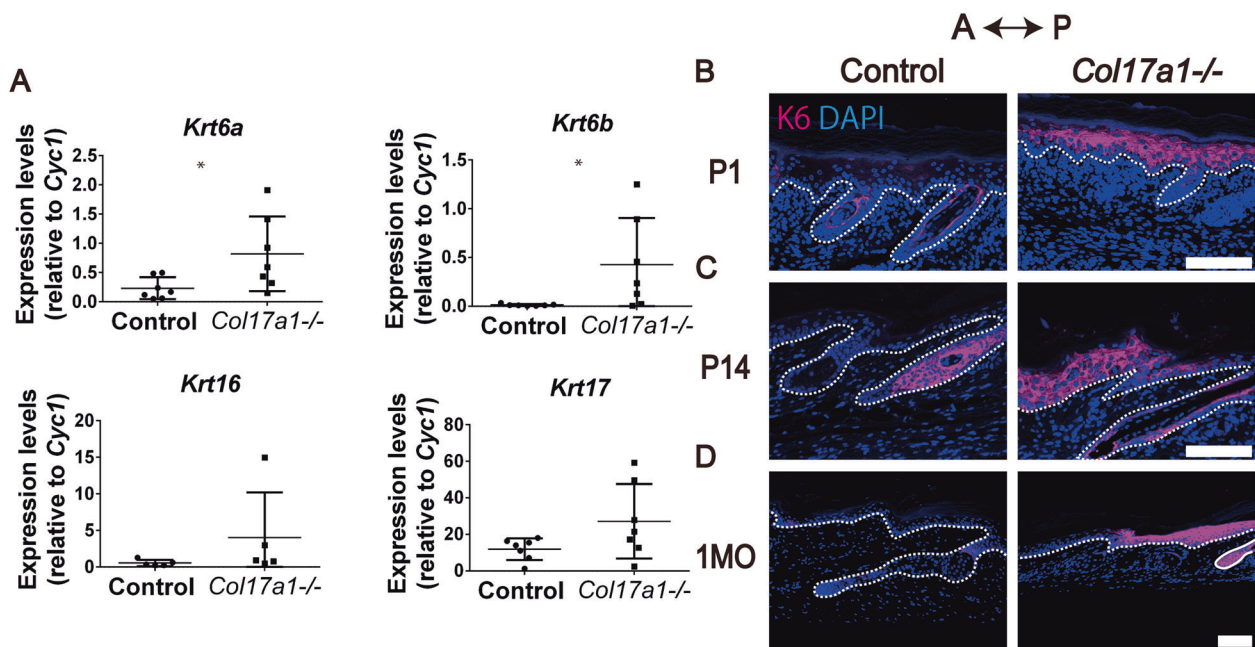 A
Krt6a
*
Expression levels
(relative to Cyc1)
2.5
2.0
1.5
1.0
0.5
0.0
Control
Col17a1-/-
Krt6b
*
Expression levels
(relative to Cyc1)
1.5
1.0
0.5
0.0
Control
Col17a1-/-
Krt16
Expression levels
(relative to Cyc1)
20
15
10
5
0
Control
Col17a1-/-
Krt17
Expression levels
(relative to Cyc1)
80
60
40
20
0
Control
Col17a1-/-
A ↔ P
B
Control
Col17a1-/-
K6 DAPI
P1
C
P14
D
1MO